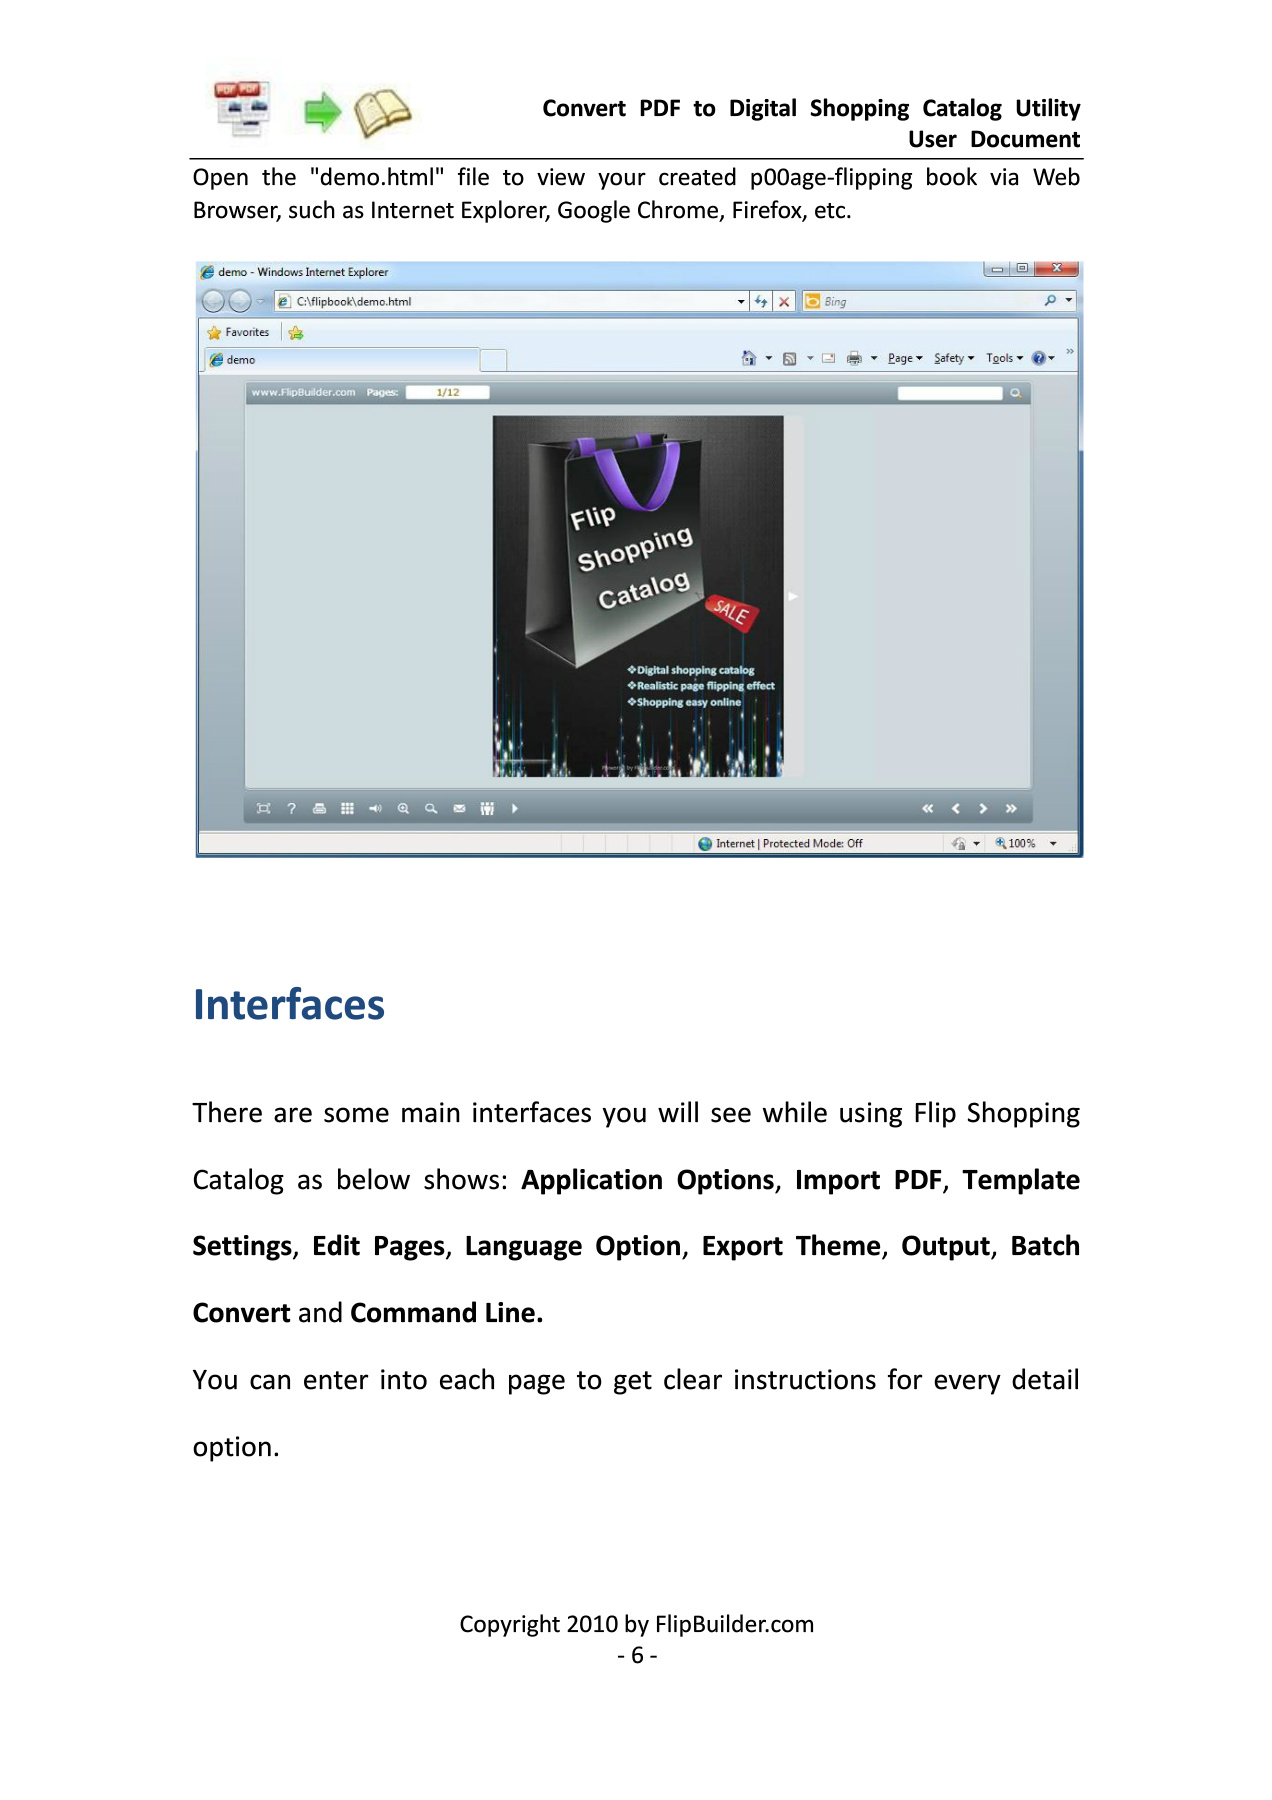 PDF PDF
Convert PDF to Digital Shopping Catalog Utility
User Document
Open the "demo.html" file to view your created p00age-flipping book via Web
Browser, such as Internet Explorer, Google Chrome, Firefox, etc.
demo - Windows Internet Explorer
C:\flipbook\demo.html
Bing
Favorites
demo
Page
Safety
Tools
www.FlipBuilder.com Pages: 1/12
Flip
Shopping
Catalog
SALE
❖Digital shopping catalog
❖Realistic page flipping effect
❖Shopping easy online
Internet | Protected Mode: Off
100%
Interfaces
There are some main interfaces you will see while using Flip Shopping
Catalog as below shows: Application Options, Import PDF, Template
Settings, Edit Pages, Language Option, Export Theme, Output, Batch
Convert and Command Line.
You can enter into each page to get clear instructions for every detail
option.
Copyright 2010 by FlipBuilder.com
- 6 -